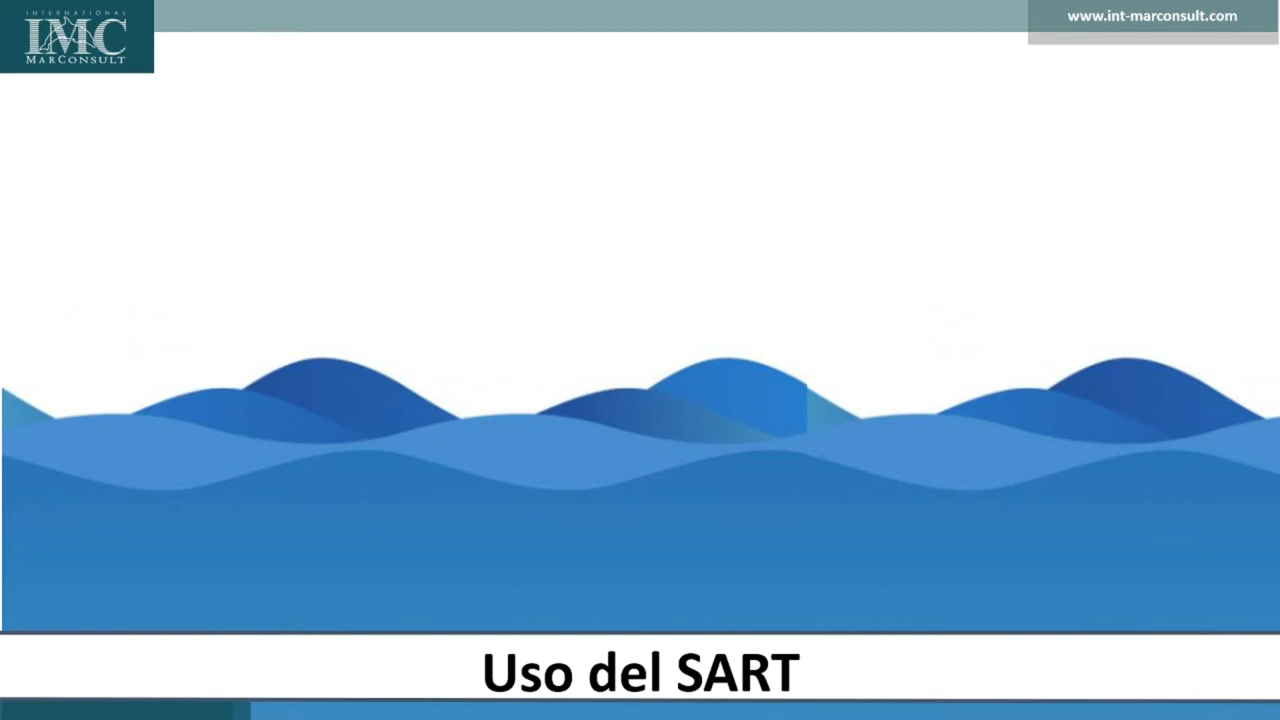 INTERNATIONAL
IMC
MARCONSULT
www.int-marconsult.com
Uso del SART